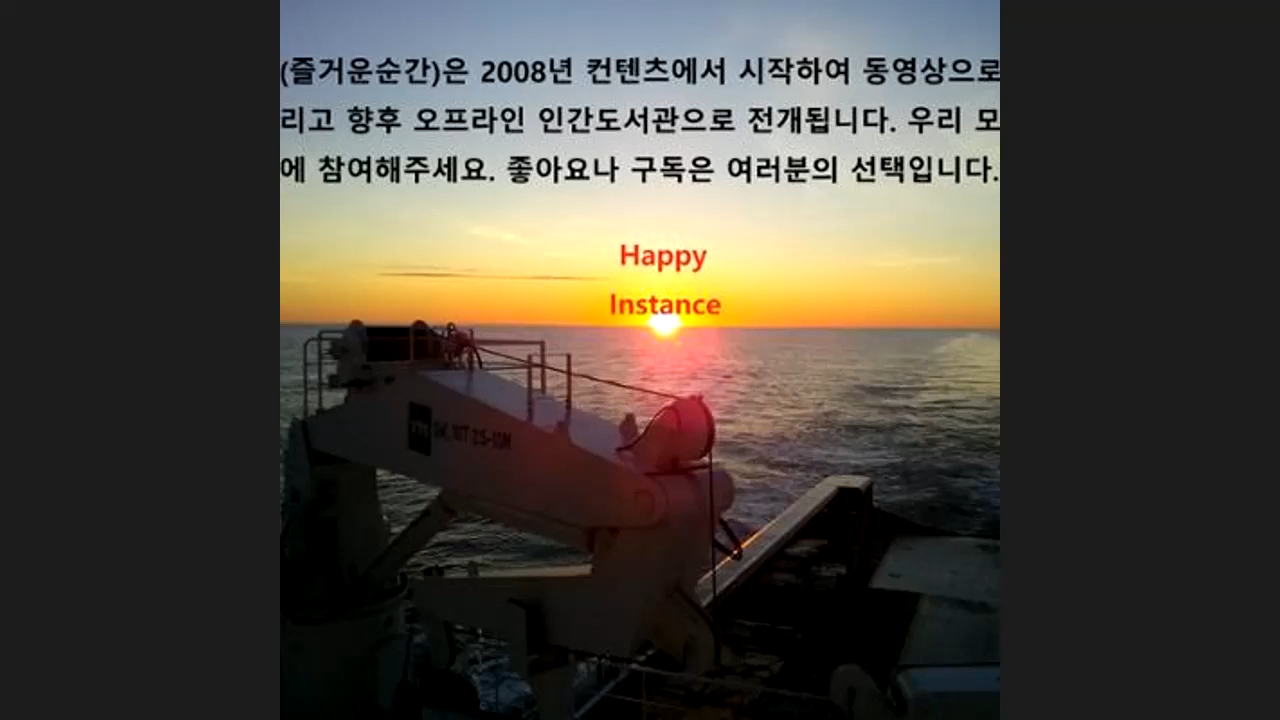 (즐거운순간)은 2008년 컨텐츠에서 시작하여 동영상으로
리고 향후 오프라인 인간도서관으로 전개됩니다. 우리 모
에 참여해주세요. 좋아요나 구독은 여러분의 선택입니다.
Happy
Instance